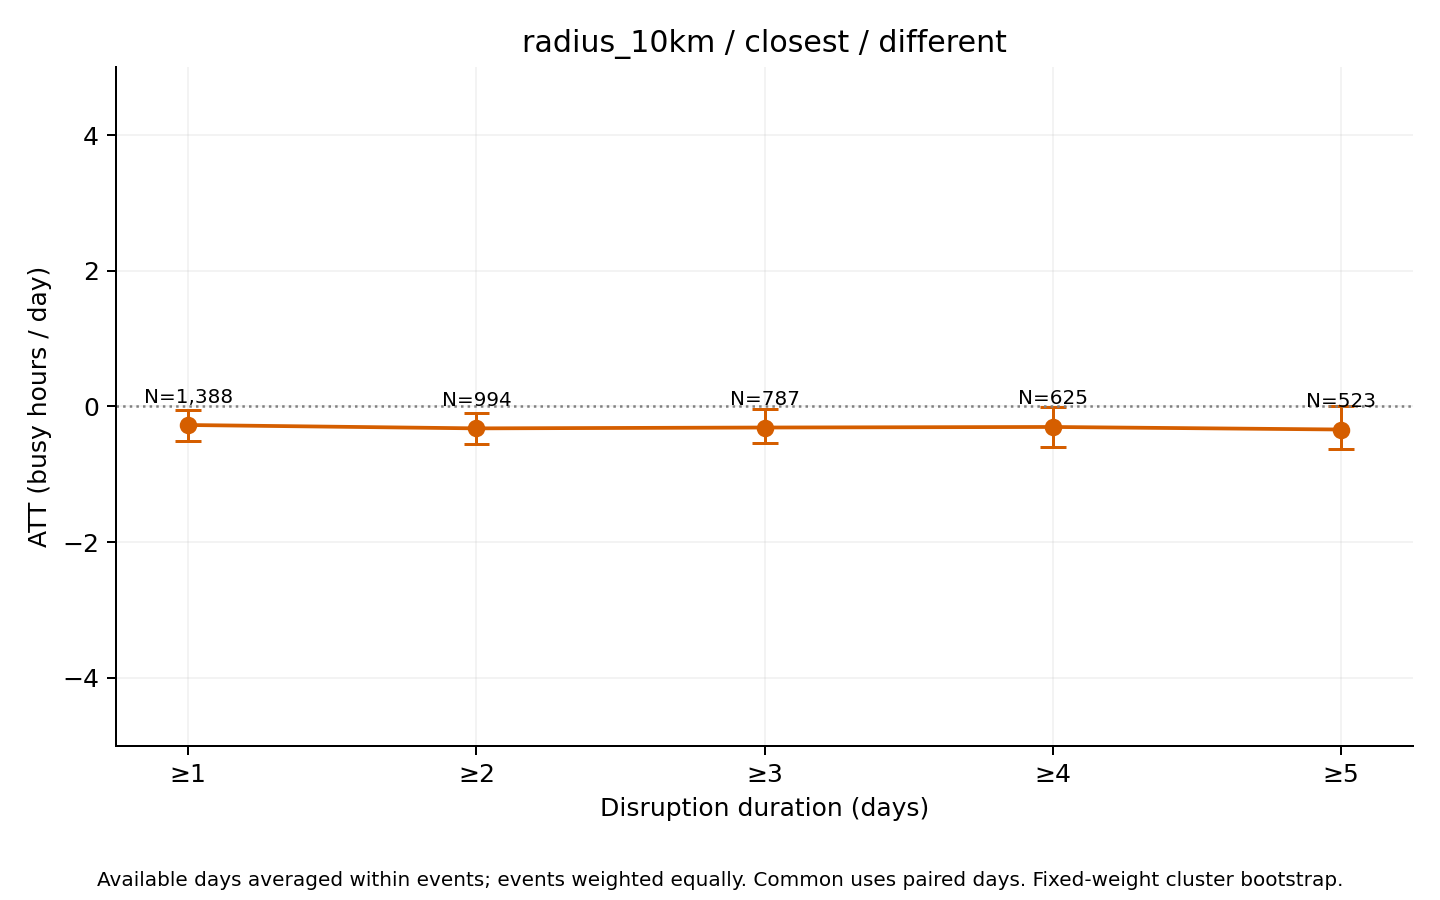 radius_10km / closest / different
ATT (busy hours / day)
4
2
0
−2
−4
N=1,388
N=994
N=787
N=625
N=523
≥1
≥2
≥3
≥4
≥5
Disruption duration (days)
Available days averaged within events; events weighted equally. Common uses paired days. Fixed-weight cluster bootstrap.